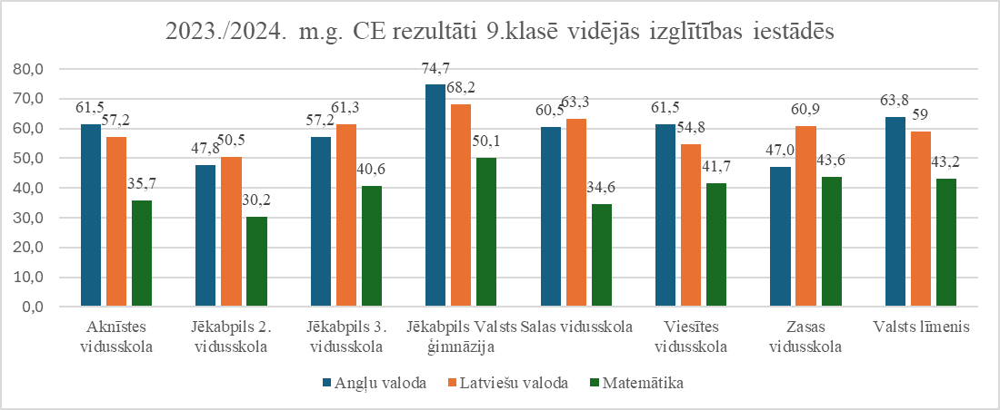 2023./2024. m.g. CE rezultāti 9.klasē vidējās izglītības iestādēs
80,0
70,0
60,0
50,0
40,0
30,0
20,0
10,0
0,0
61,5
57,2
35,7
47,8
50,5
30,2
57,2
61,3
40,6
74,7
68,2
50,1
60,5
63,3
34,6
61,5
54,8
41,7
47,0
60,9
43,6
63,8
59
43,2
Aknīstes
vidusskola
Jēkabpils 2.
vidusskola
Jēkabpils 3.
vidusskola
Jēkabpils Valsts
ģimnāzija
Salas vidusskola
Viesītes
vidusskola
Zasas
vidusskola
Valsts līmenis
Angļu valoda
Latviešu valoda
Matemātika